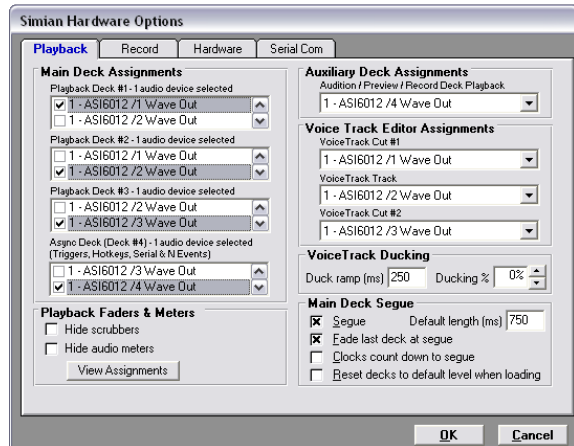 Simian Hardware Options
Playback
Record
Hardware
Serial Com
Main Deck Assignments
Playback Deck #1 - 1 audio device selected
1 - ASI6012 /1 Wave Out
1 - ASI6012 /2 Wave Out
Playback Deck #2 - 1 audio device selected
1 - ASI6012 /1 Wave Out
1 - ASI6012 /2 Wave Out
Playback Deck #3 - 1 audio device selected
1 - ASI6012 /2 Wave Out
1 - ASI6012 /3 Wave Out
Async Deck (Deck #4) - 1 audio device selected
(Triggers, Hotkeys, Serial & N Events)
1 - ASI6012 /3 Wave Out
1 - ASI6012 /4 Wave Out
Playback Faders & Meters
Hide scrubbers
Hide audio meters
View Assignments
Auxiliary Deck Assignments
Audition / Preview / Record Deck Playback
1 - ASI6012 /4 Wave Out
Voice Track Editor Assignments
VoiceTrack Cut #1
1 - ASI6012 /1 Wave Out
VoiceTrack Track
1 - ASI6012 /2 Wave Out
VoiceTrack Cut #2
1 - ASI6012 /3 Wave Out
VoiceTrack Ducking
Duck ramp (ms) 250 Ducking % 0%
Main Deck Segue
Segue Default length (ms) 750
Fade last deck at segue
Clocks count down to segue
Reset decks to default level when loading
OK
Cancel